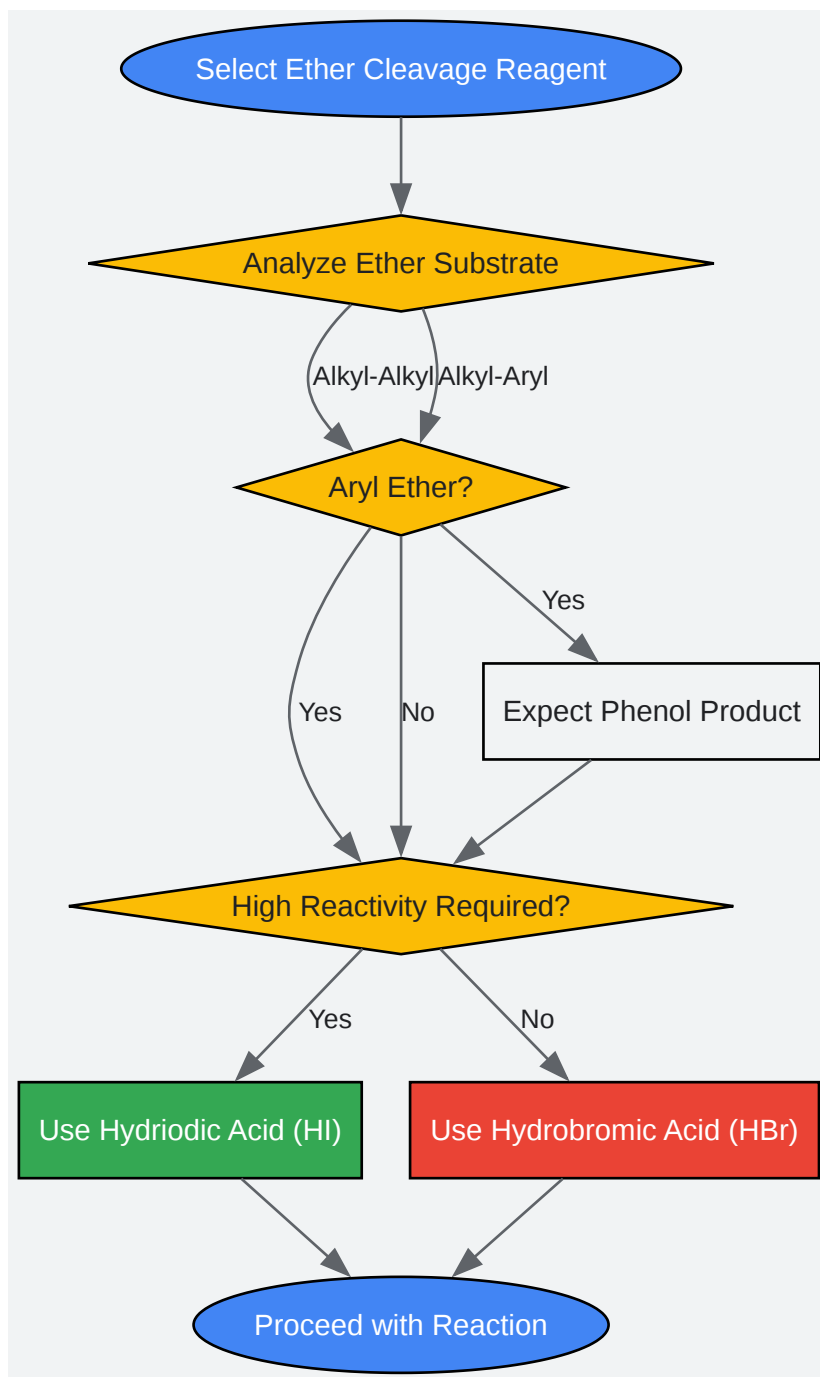 Select Ether Cleavage Reagent
Analyze Ether Substrate
Alkyl-Alkyl
Alkyl-Aryl
Aryl Ether?
Yes
Yes
No
Expect Phenol Product
High Reactivity Required?
Yes
No
Use Hydriodic Acid (HI)
Use Hydrobromic Acid (HBr)
Proceed with Reaction